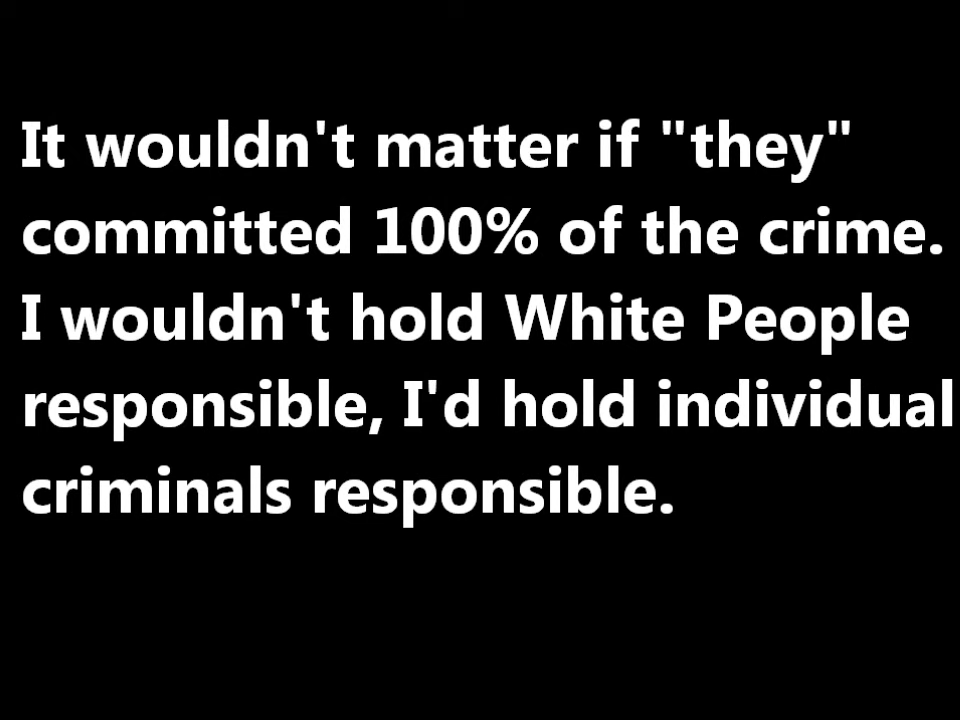 It wouldn't matter if "they"
committed 100% of the crime.
I wouldn't hold White People
responsible, I'd hold individual
criminals responsible.